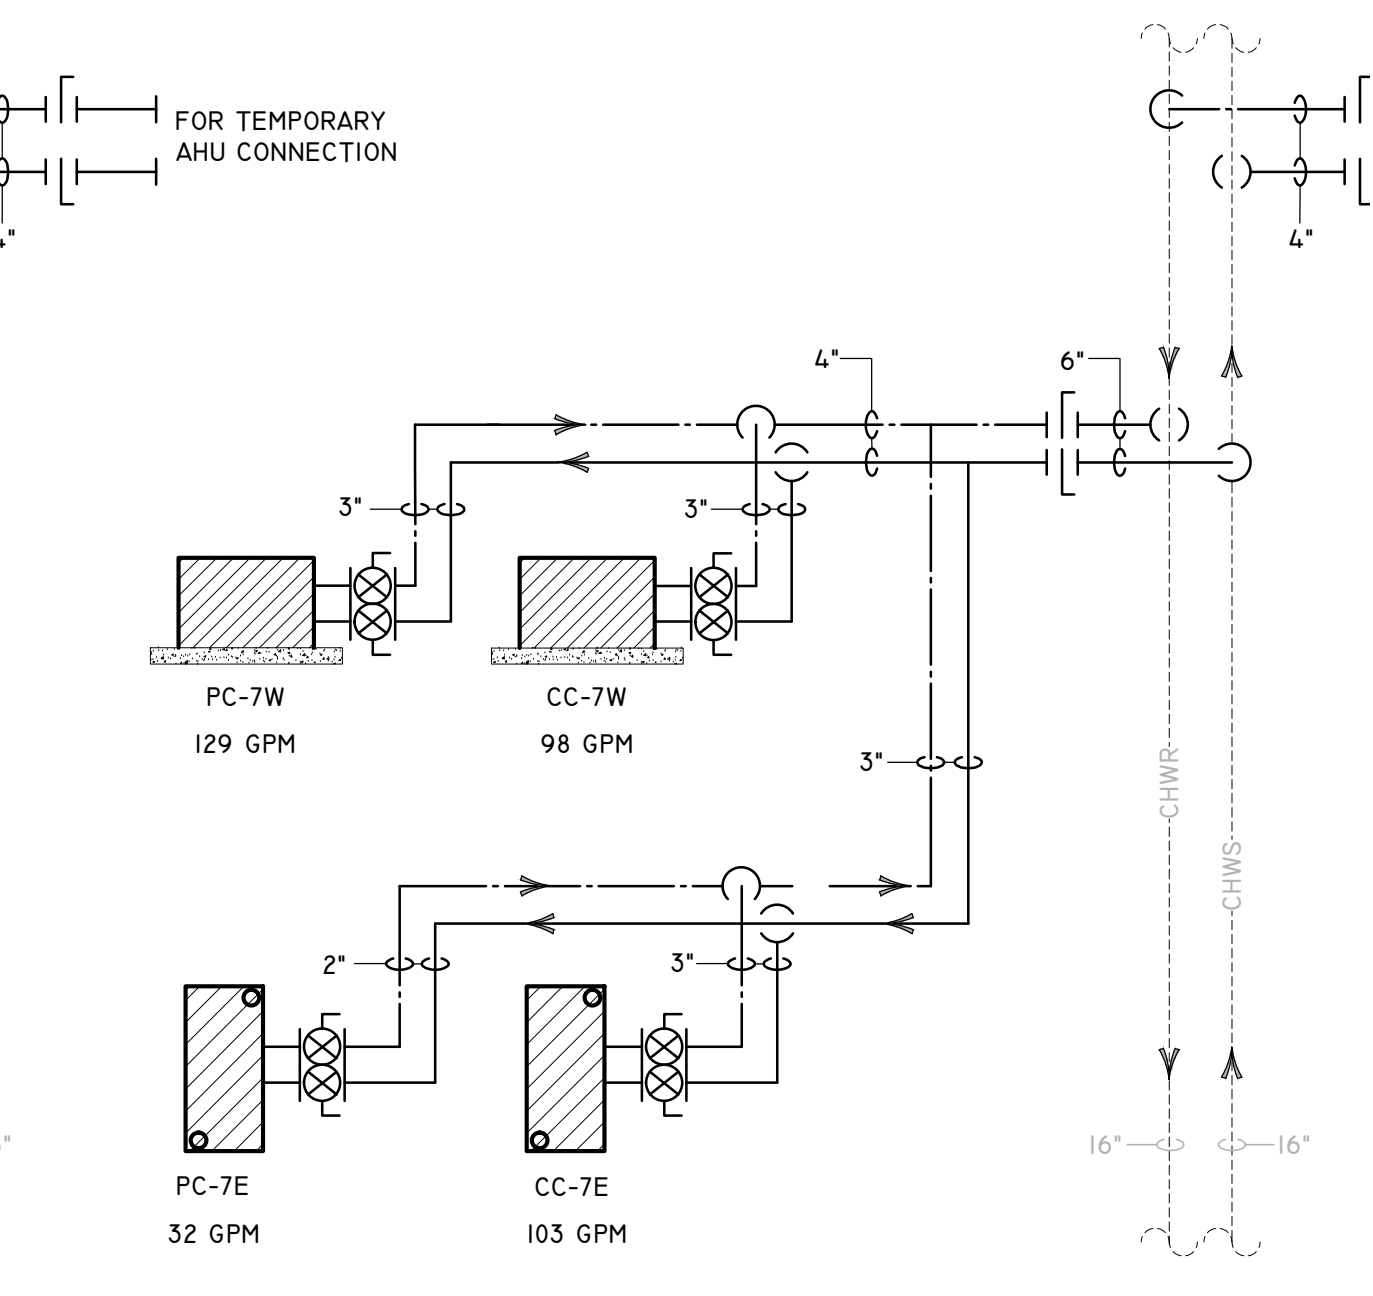 FOR TEMPORARY
AHU CONNECTION
4"
4"
4"
6"
3"
3"
PC-7W
129 GPM
CC-7W
98 GPM
3"
CHWR
CHWS
2"
3"
16"
16"
PC-7E
32 GPM
CC-7E
103 GPM